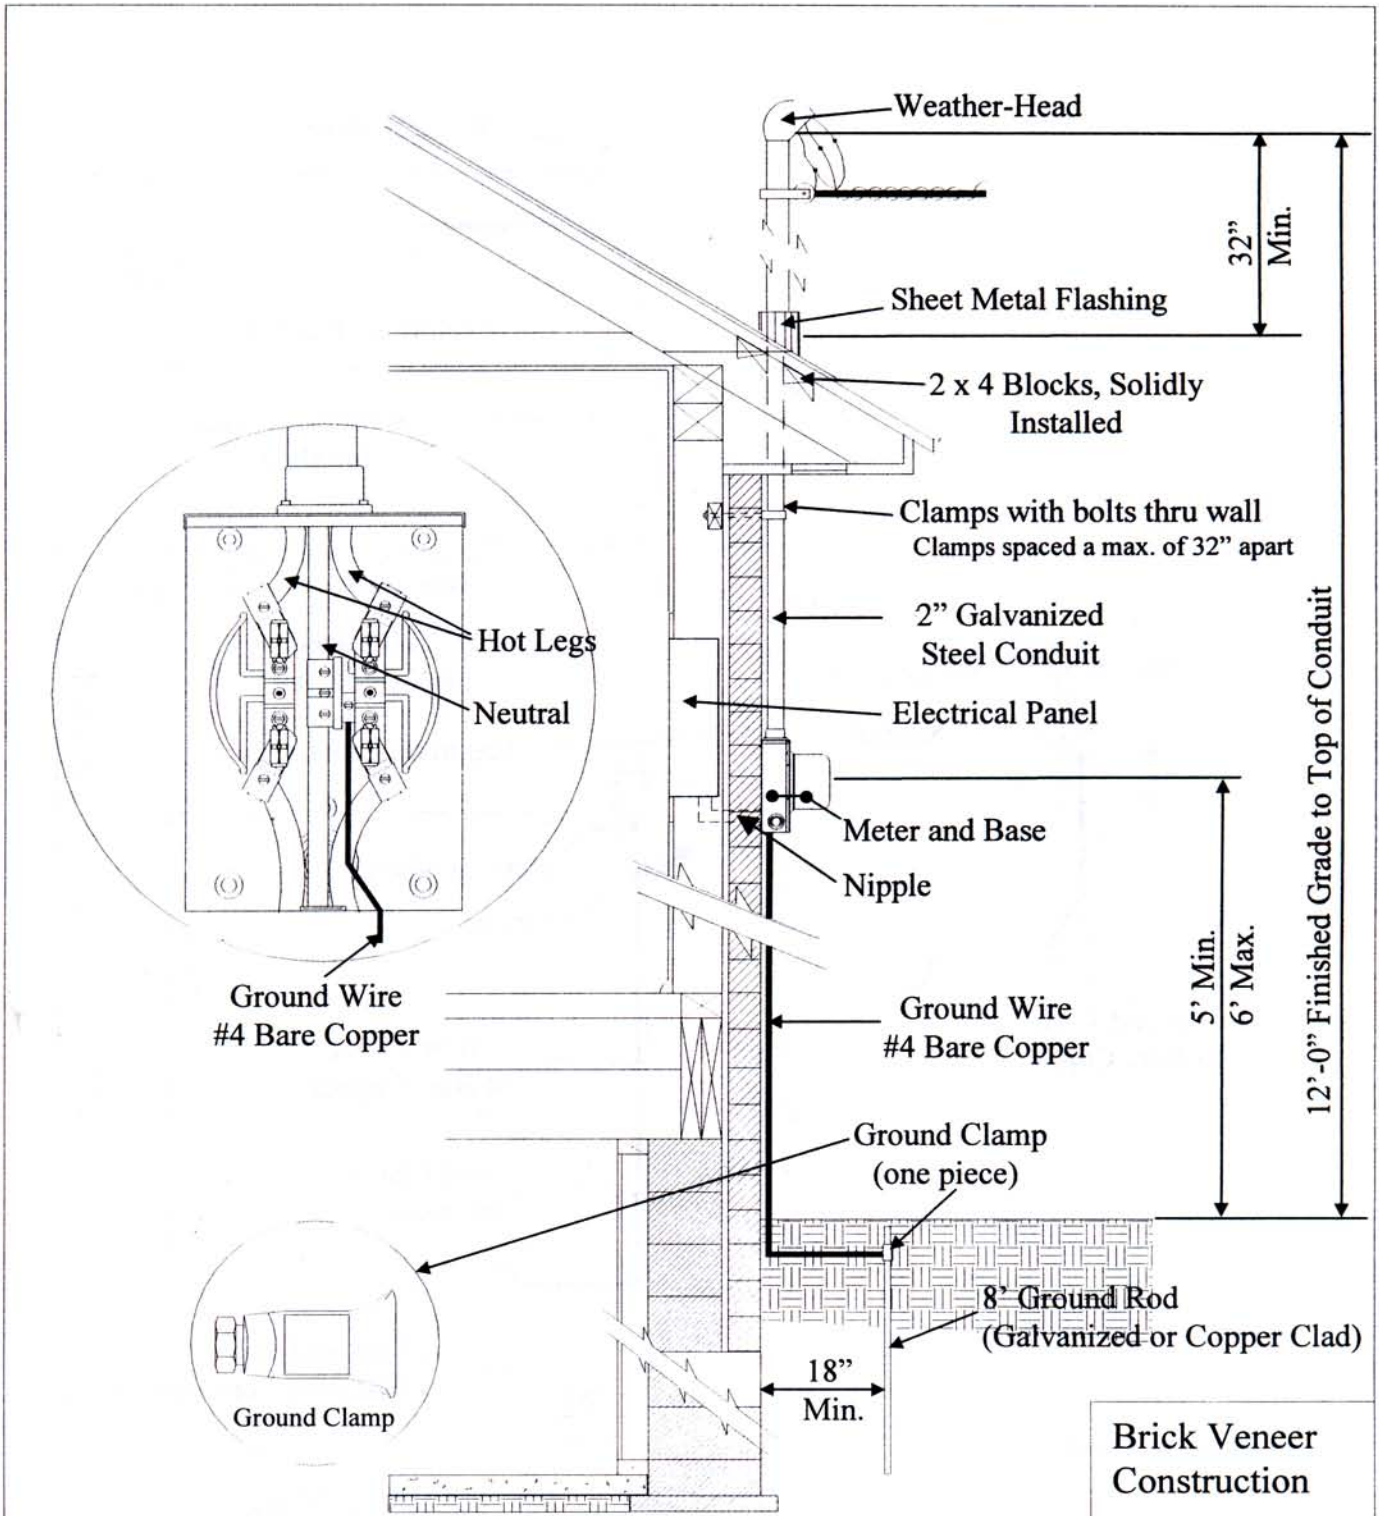 Weather-Head
32”
Min.
Sheet Metal Flashing
2 x 4 Blocks, Solidly
Installed
Clamps with bolts thru wall
Clamps spaced a max. of 32” apart
2” Galvanized
Steel Conduit
Hot Legs
Neutral
Electrical Panel
Meter and Base
Nipple
12’-0” Finished Grade to Top of Conduit
5’ Min.
6’ Max.
Ground Wire
#4 Bare Copper
Ground Wire
#4 Bare Copper
Ground Clamp
(one piece)
8’ Ground Rod
(Galvanized or Copper Clad)
18”
Min.
Ground Clamp
Brick Veneer
Construction